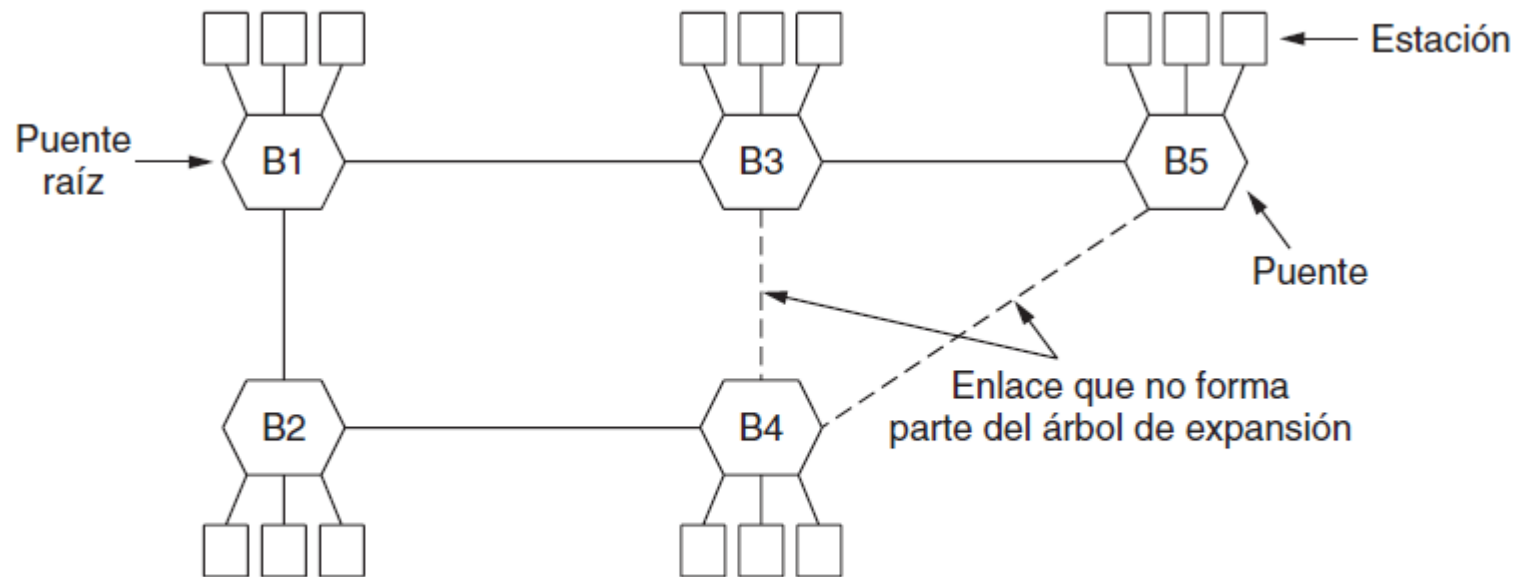 Estación
Puente
raíz
B1
B3
B5
Puente
Enlace que no forma
parte del árbol de expansión
B2
B4